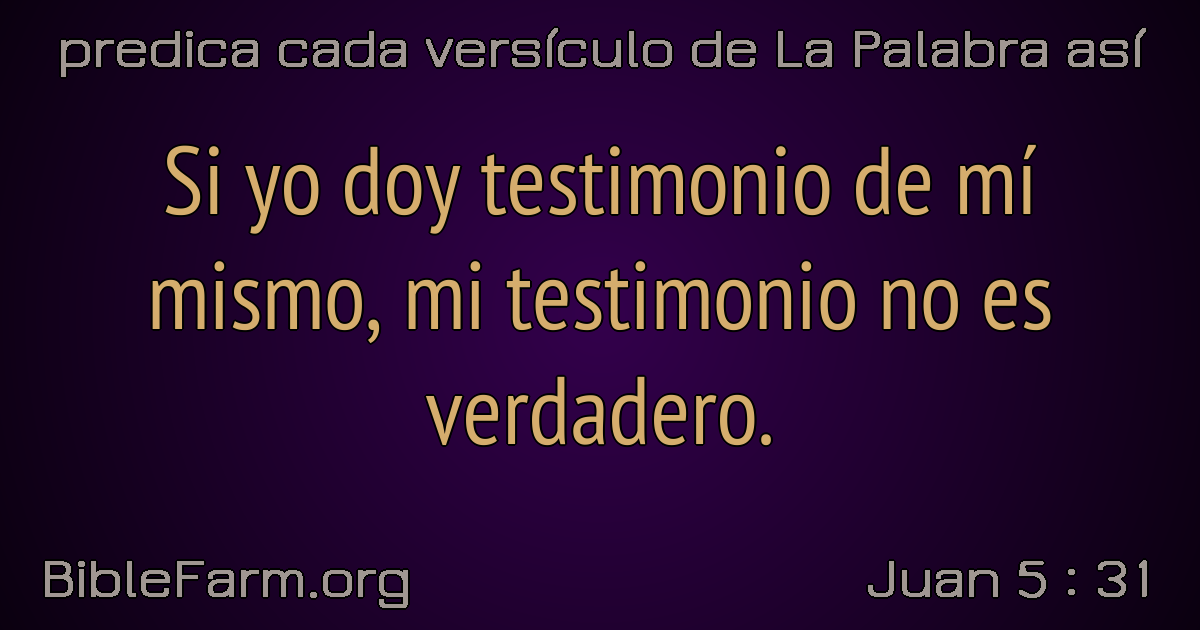 predica cada versículo de La Palabra así
Si yo doy testimonio de mí
mismo, mi testimonio no es
verdadero.
BibleFarm.org
Juan 5 : 31